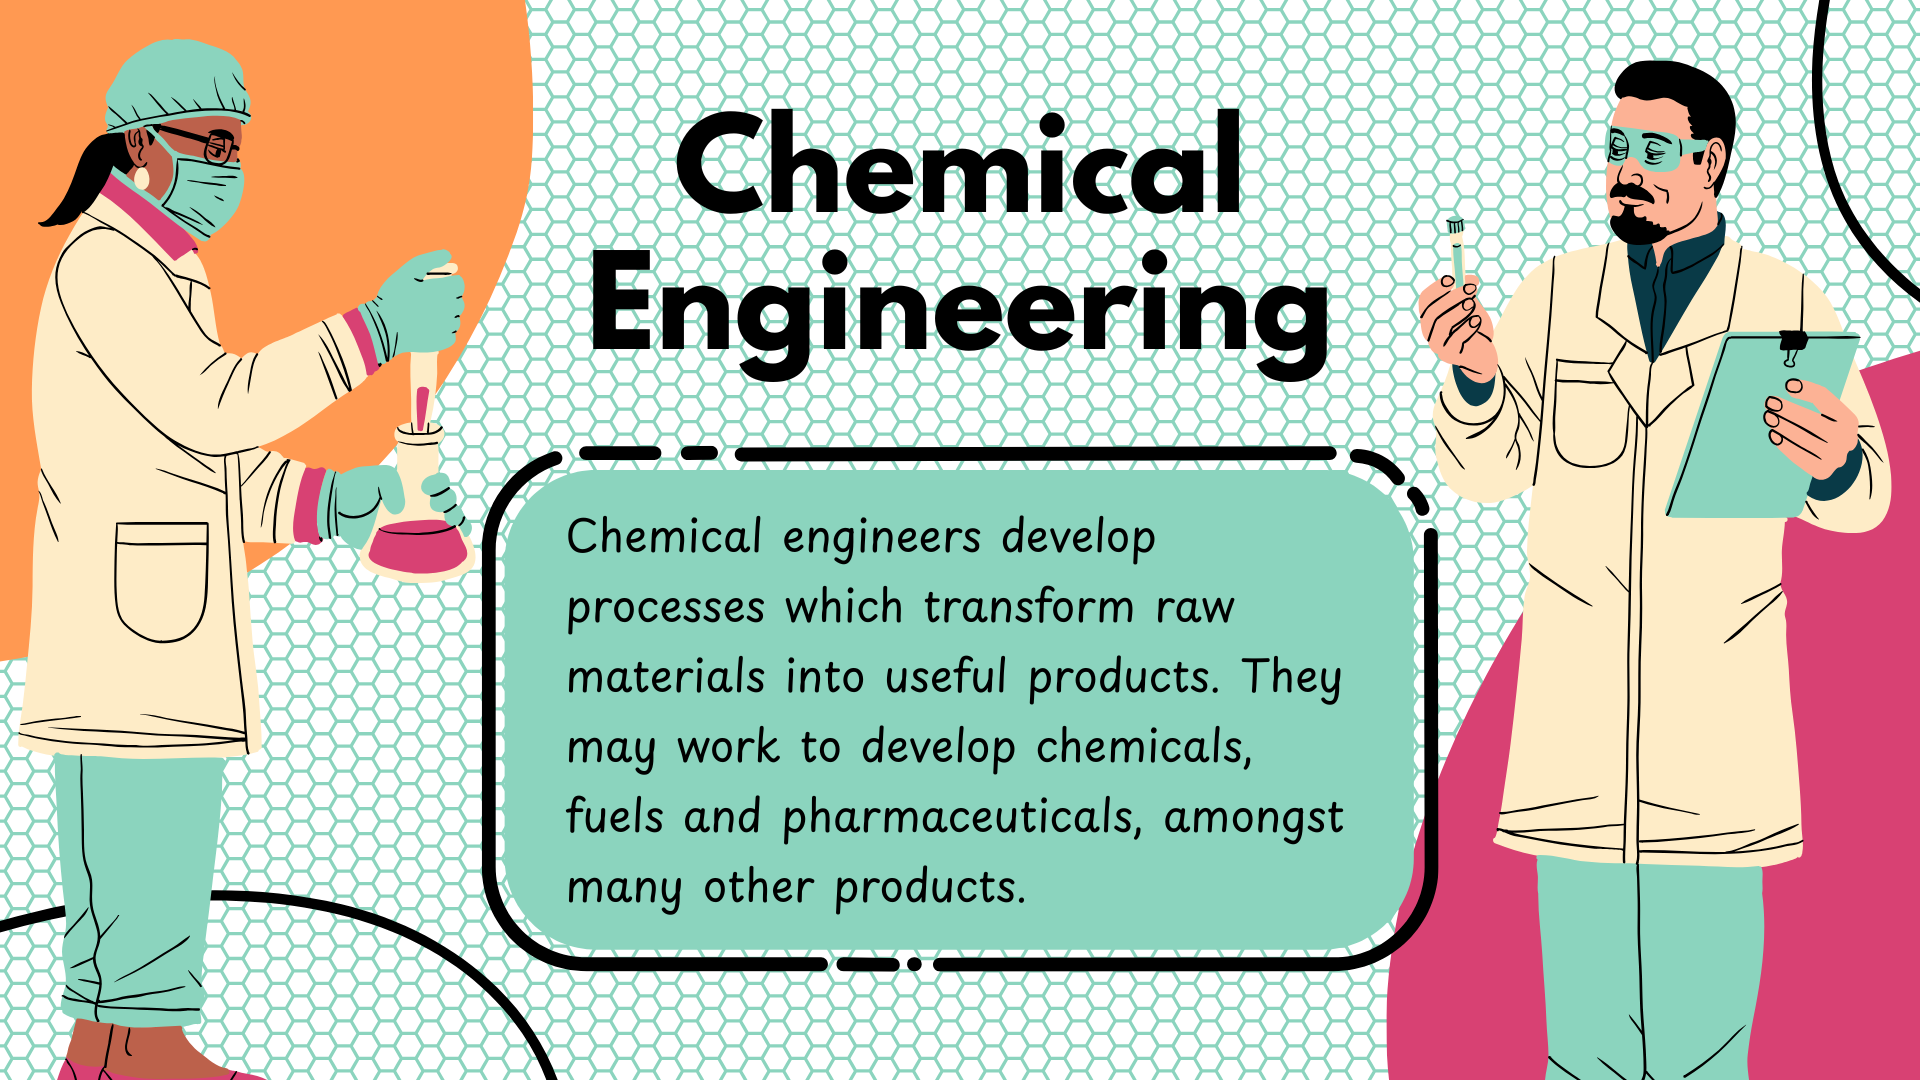 Chemical
Engineering
Chemical engineers develop
processes which transform raw
materials into useful products. They
may work to develop chemicals,
fuels and pharmaceuticals, amongst
many other products.